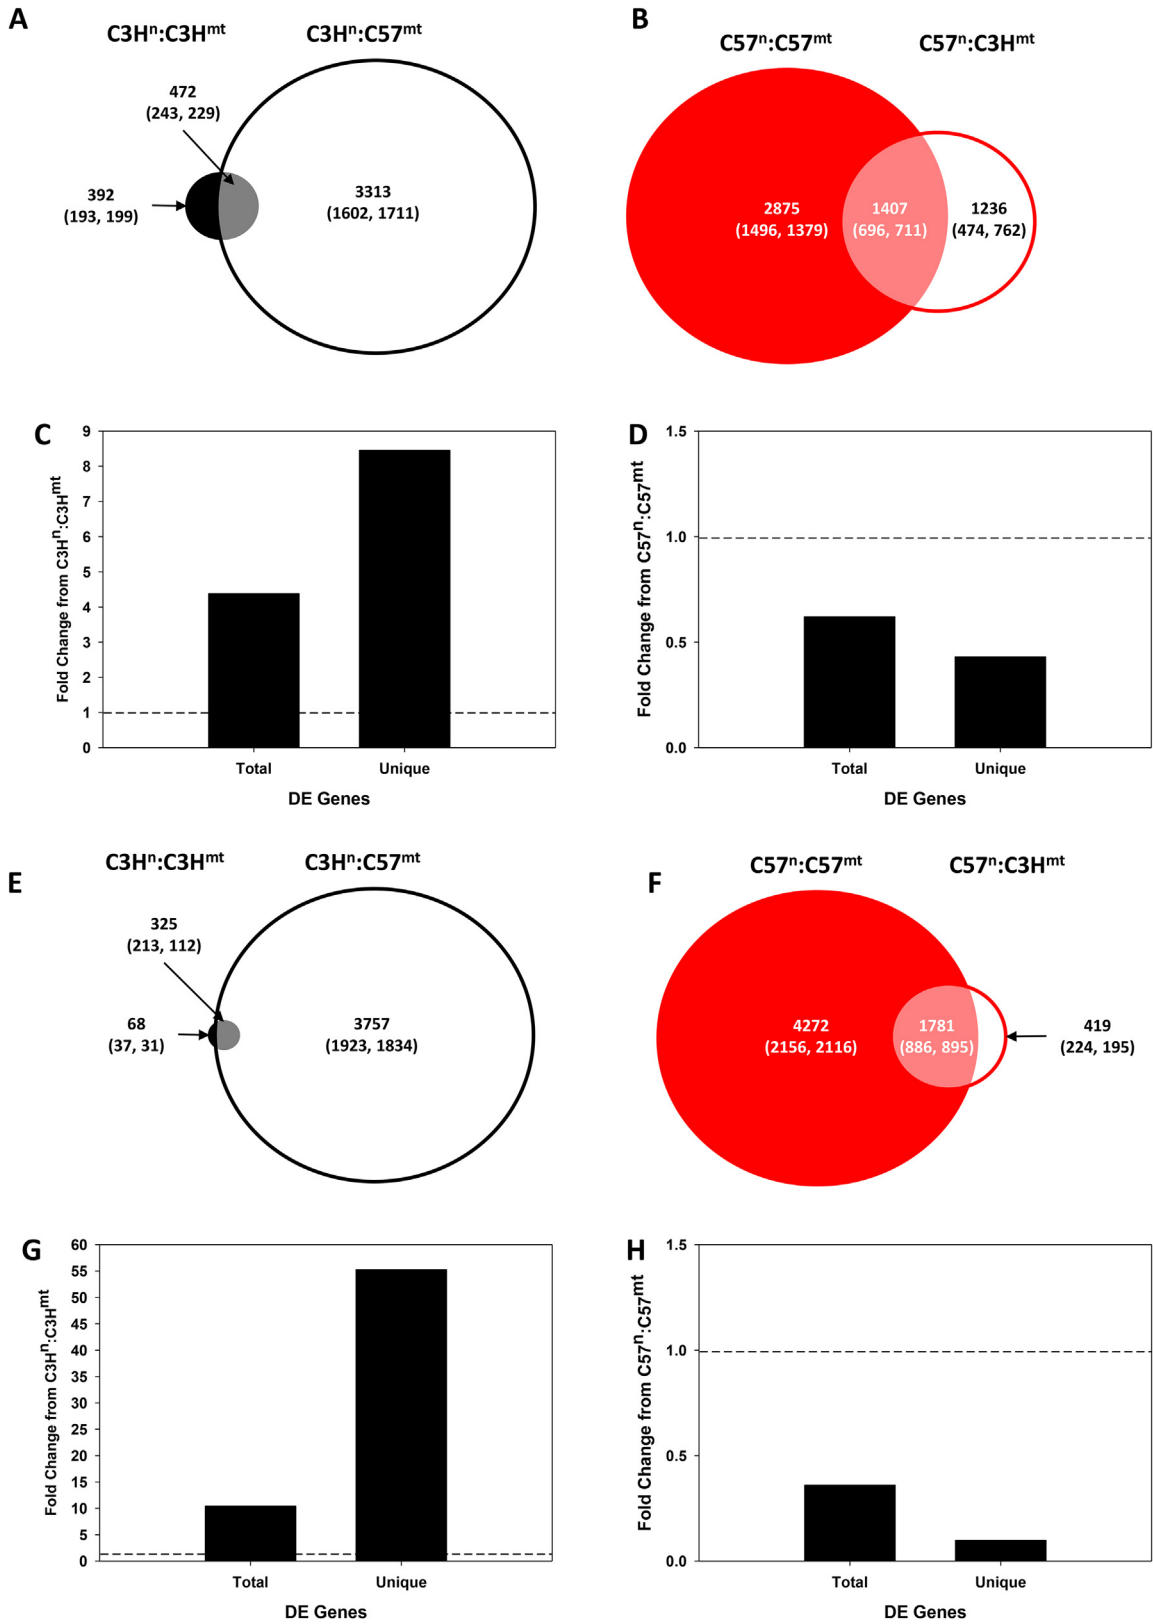 A
C3Hⁿ:C3Hᵐᵗ
C3Hⁿ:C57ᵐᵗ
472
(243, 229)
392
(193, 199)
3313
(1602, 1711)
B
C57ⁿ:C57ᵐᵗ
C57ⁿ:C3Hᵐᵗ
2875
(1496, 1379)
1407
(696, 711)
1236
(474, 762)
C
Fold Change from C3Hⁿ:C3Hᵐᵗ
9
8
7
6
5
4
3
2
1
0
Total
Unique
DE Genes
D
Fold Change from C57ⁿ:C57ᵐᵗ
1.5
1.0
0.5
0.0
Total
Unique
DE Genes
E
C3Hⁿ:C3Hᵐᵗ
C3Hⁿ:C57ᵐᵗ
325
(213, 112)
68
(37, 31)
3757
(1923, 1834)
F
C57ⁿ:C57ᵐᵗ
C57ⁿ:C3Hᵐᵗ
4272
(2156, 2116)
1781
(886, 895)
419
(224, 195)
G
Fold Change from C3Hⁿ:C3Hᵐᵗ
60
55
50
45
40
35
30
25
20
15
10
5
0
Total
Unique
DE Genes
H
Fold Change from C57ⁿ:C57ᵐᵗ
1.5
1.0
0.5
0.0
Total
Unique
DE Genes